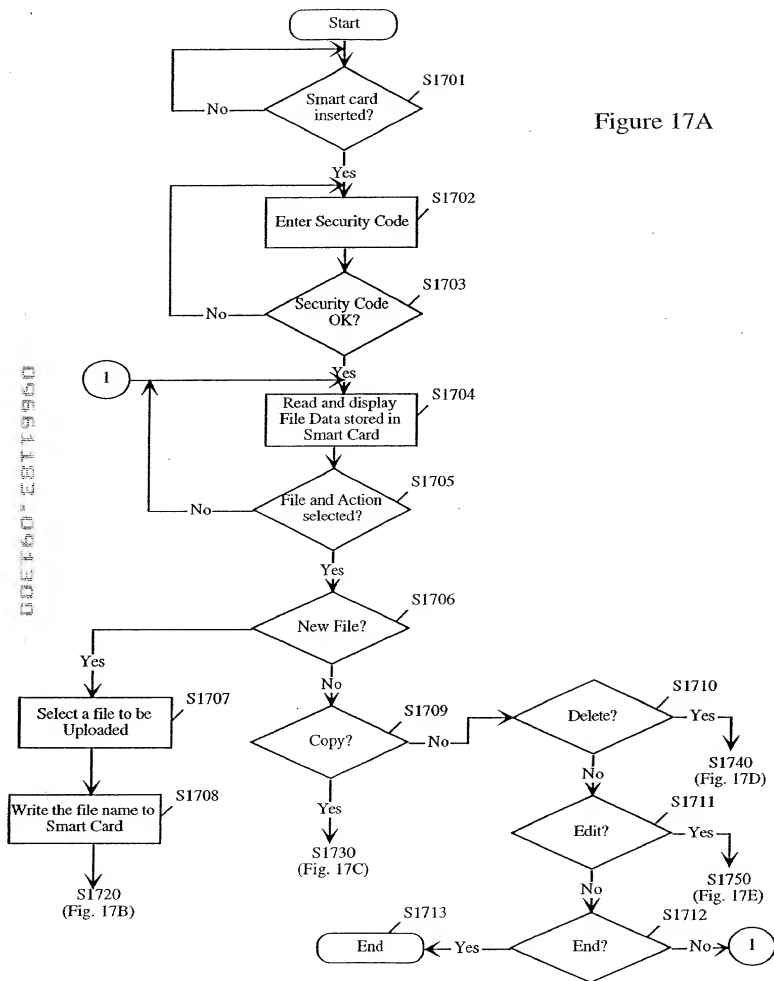 Start
S1701
Smart card
inserted?
No
Figure 17A
Yes
S1702
Enter Security Code
S1703
Security Code
OK?
No
Yes
1
S1704
Read and display
File Data stored in
Smart Card
S1705
File and Action
selected?
No
Yes
S1706
New File?
Yes
No
S1707
Select a file to be
Uploaded
S1709
Copy?
No
S1710
Delete?
Yes
S1740
(Fig. 17D)
No
S1708
Write the file name to
Smart Card
Yes
S1711
Edit?
Yes
S1720
(Fig. 17B)
S1730
(Fig. 17C)
S1750
(Fig. 17E)
No
S1713
End
Yes
S1712
End?
No
1
09661183.091300